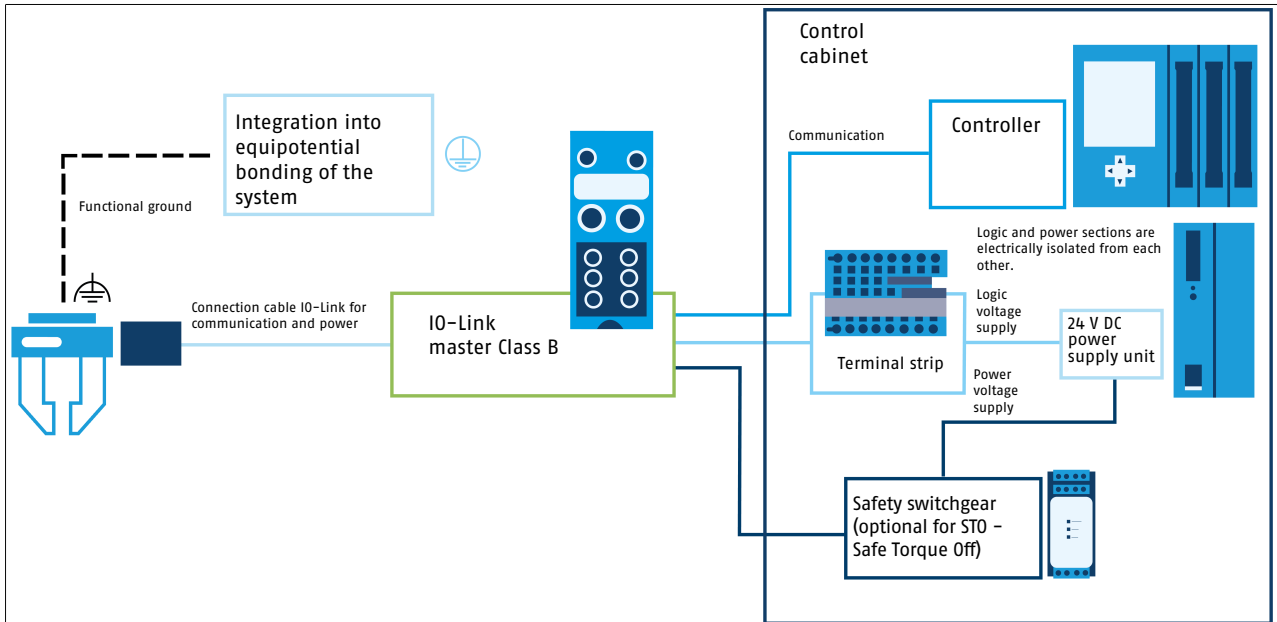 Control
cabinet
Integration into
equipotential
bonding of the
system
Functional ground
Communication
Controller
Logic and power sections are
electrically isolated from each
other.
Connection cable IO-Link for
communication and power
IO-Link
master Class B
Logic
voltage
supply
24 V DC
power
supply unit
Terminal strip
Power
voltage
supply
Safety switchgear
(optional for STO –
Safe Torque Off)